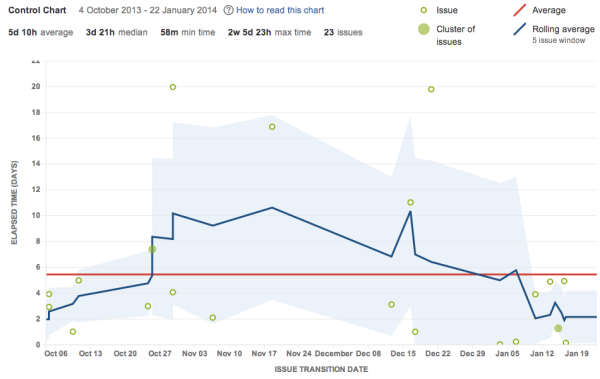 Control Chart 4 October 2013 - 22 January 2014 ? How to read this chart
5d 10h average 3d 21h median 58m min time 2w 5d 23h max time 23 issues
Issue
Average
Cluster of
issues
Rolling average
5 issue window
22
20
18
16
14
12
10
8
6
4
2
0
ELAPSED TIME (DAYS)
Oct 06 Oct 13 Oct 20 Oct 27 Nov 03 Nov 10 Nov 17 Nov 24 December Dec 08 Dec 15 Dec 22 Dec 29 Jan 05 Jan 12 Jan 19
ISSUE TRANSITION DATE